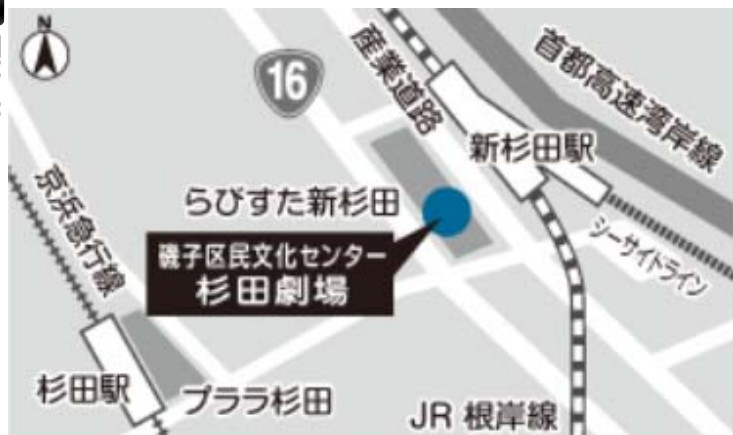 N
16
産業道路
首都高速湾岸線
新杉田駅
らびすた新杉田
シーサイトライン
京浜急行線
磯子区民文化センター
杉田劇場
杉田駅
プララ杉田
JR 根岸線